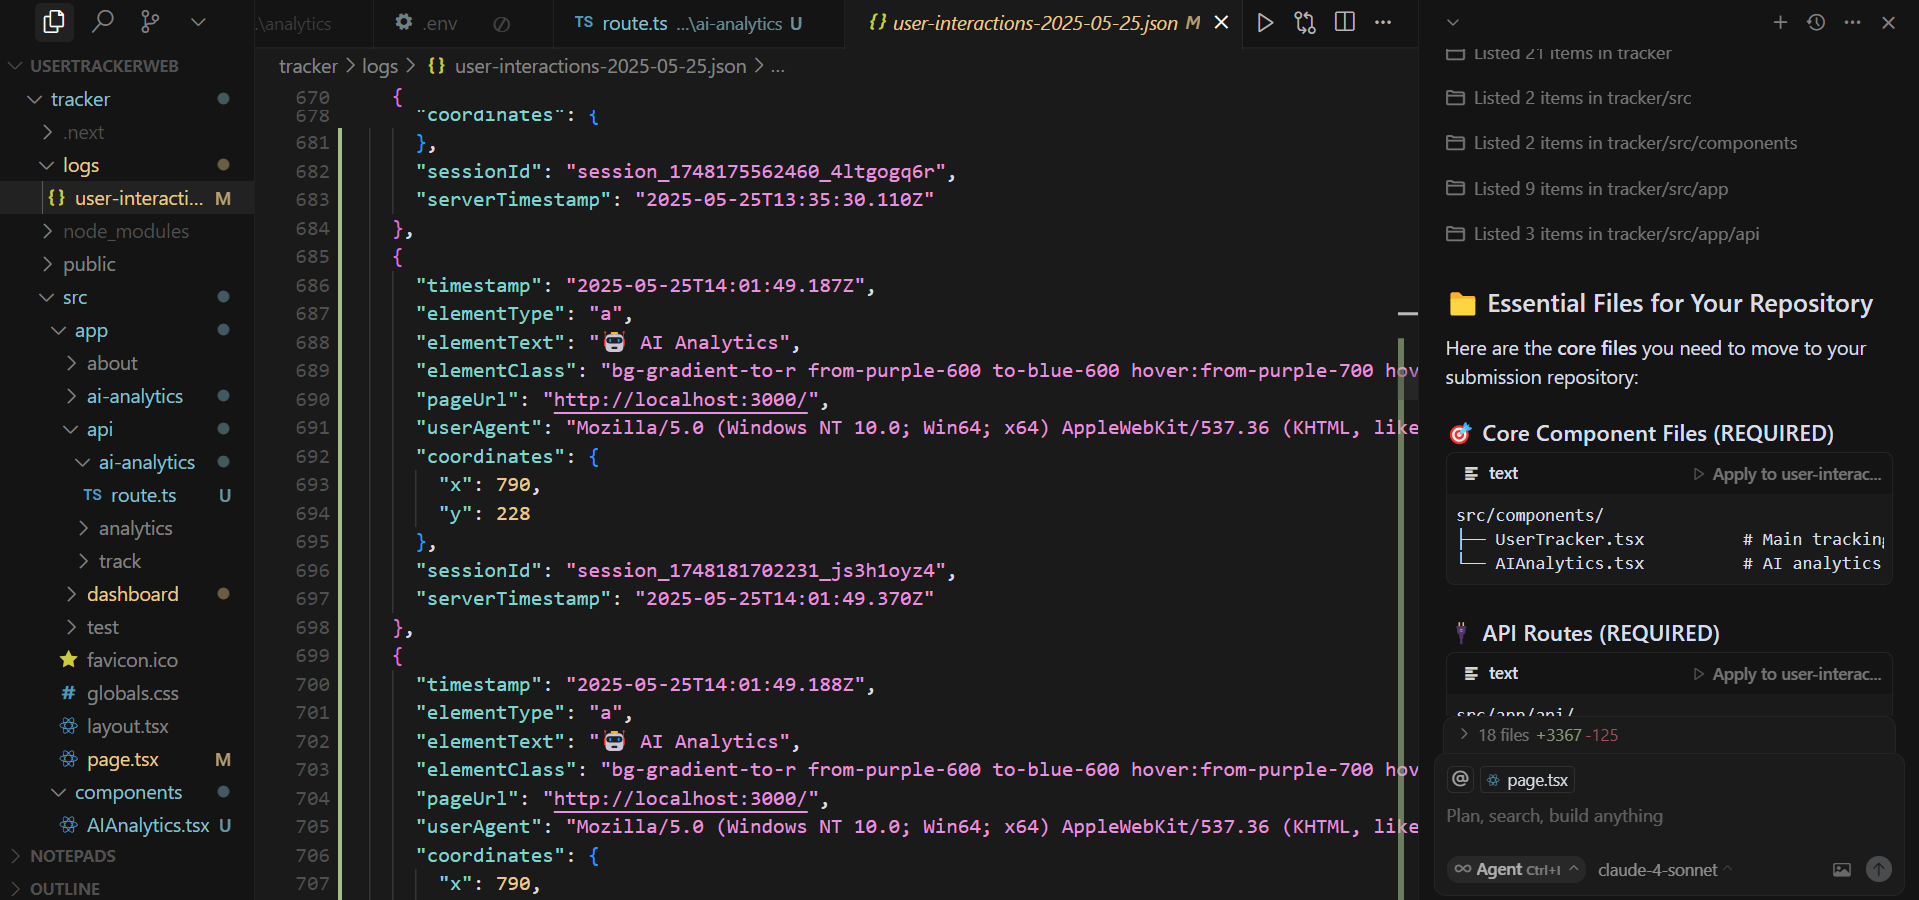 \analytics
.env
TS route.ts ...\ai-analytics U
{} user-interactions-2025-05-25.json M
USERTRACKERWEB
tracker
.next
logs
{} user-interacti... M
node_modules
public
src
app
about
ai-analytics
api
ai-analytics
TS route.ts U
analytics
track
dashboard
test
favicon.ico
# globals.css
layout.tsx
page.tsx M
components
AIAnalytics.tsx U
NOTEPADS
OUTLINE
tracker > logs > {} user-interactions-2025-05-25.json > ...
670 {
678 "coordinates": {
681 },
682 "sessionId": "session_1748175562460_4ltgogq6r",
683 "serverTimestamp": "2025-05-25T13:35:30.110Z"
684 },
685 {
686 "timestamp": "2025-05-25T14:01:49.187Z",
687 "elementType": "a",
688 "elementText": "🤖 AI Analytics",
689 "elementClass": "bg-gradient-to-r from-purple-600 to-blue-600 hover:from-purple-700 hov
690 "pageUrl": "http://localhost:3000/",
691 "userAgent": "Mozilla/5.0 (Windows NT 10.0; Win64; x64) AppleWebKit/537.36 (KHTML, like
692 "coordinates": {
693 "x": 790,
694 "y": 228
695 },
696 "sessionId": "session_1748181702231_js3h1oyz4",
697 "serverTimestamp": "2025-05-25T14:01:49.370Z"
698 },
699 {
700 "timestamp": "2025-05-25T14:01:49.188Z",
701 "elementType": "a",
702 "elementText": "🤖 AI Analytics",
703 "elementClass": "bg-gradient-to-r from-purple-600 to-blue-600 hover:from-purple-700 hov
704 "pageUrl": "http://localhost:3000/",
705 "userAgent": "Mozilla/5.0 (Windows NT 10.0; Win64; x64) AppleWebKit/537.36 (KHTML, like
706 "coordinates": {
707 "x": 790,
Listed 21 items in tracker
Listed 2 items in tracker/src
Listed 2 items in tracker/src/components
Listed 9 items in tracker/src/app
Listed 3 items in tracker/src/app/api
📁 Essential Files for Your Repository
Here are the core files you need to move to your
submission repository:
🎯 Core Component Files (REQUIRED)
text Apply to user-interac...
src/components/
├── UserTracker.tsx # Main tracking
└── AIAnalytics.tsx # AI analytics
🔌 API Routes (REQUIRED)
text Apply to user-interac...
src/app/api/
18 files +3367 -125
@ page.tsx
Plan, search, build anything
∞ Agent Ctrl+I claude-4-sonnet